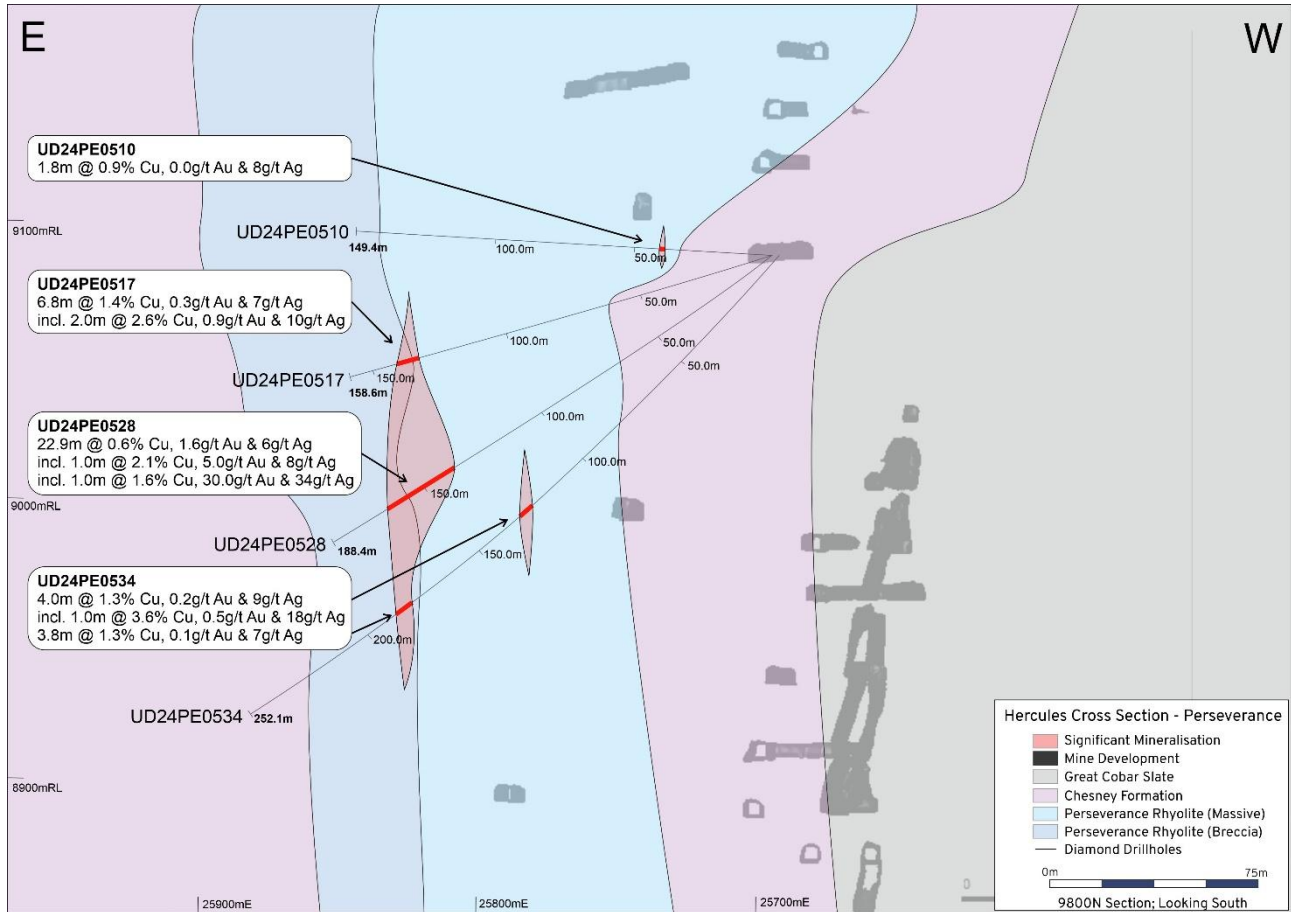 E
W
UD24PE0510
1.8m @ 0.9% Cu, 0.0g/t Au & 8g/t Ag
9100mRL
UD24PE0510
149.4m
100.0m
50.0m
UD24PE0517
6.8m @ 1.4% Cu, 0.3g/t Au & 7g/t Ag
incl. 2.0m @ 2.6% Cu, 0.9g/t Au & 10g/t Ag
50.0m
100.0m
150.0m
UD24PE0517
158.6m
50.0m
50.0m
UD24PE0528
22.9m @ 0.6% Cu, 1.6g/t Au & 6g/t Ag
incl. 1.0m @ 2.1% Cu, 5.0g/t Au & 8g/t Ag
incl. 1.0m @ 1.6% Cu, 30.0g/t Au & 34g/t Ag
100.0m
100.0m
150.0m
9000mRL
UD24PE0528
188.4m
150.0m
UD24PE0534
4.0m @ 1.3% Cu, 0.2g/t Au & 9g/t Ag
incl. 1.0m @ 3.6% Cu, 0.5g/t Au & 18g/t Ag
3.8m @ 1.3% Cu, 0.1g/t Au & 7g/t Ag
200.0m
UD24PE0534
252.1m
8900mRL
Hercules Cross Section - Perseverance
Significant Mineralisation
Mine Development
Great Cobar Slate
Chesney Formation
Perseverance Rhyolite (Massive)
Perseverance Rhyolite (Breccia)
Diamond Drillholes
0m
75m
9800N Section; Looking South
25900mE
25800mE
25700mE